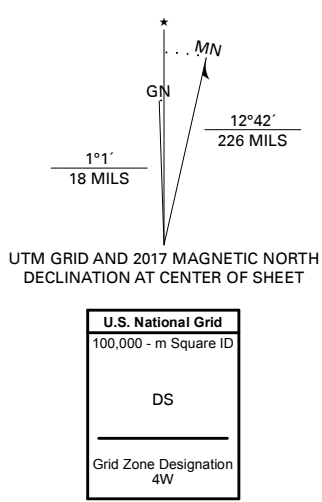 ★
MN
GN
12°42´
226 MILS
1°1´
18 MILS
UTM GRID AND 2017 MAGNETIC NORTH
DECLINATION AT CENTER OF SHEET
U.S. National Grid
100,000 - m Square ID
DS
Grid Zone Designation
4W